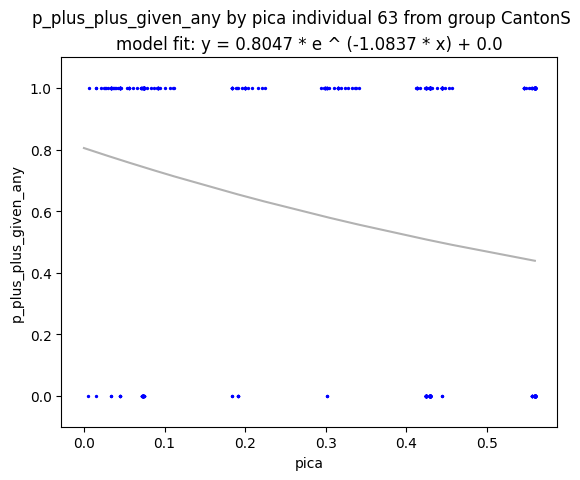 p_plus_plus_given_any by pica individual 63 from group CantonS
model fit: y = 0.8047 * e ^ (-1.0837 * x) + 0.0
1.0
0.8
0.6
0.4
0.2
0.0
p_plus_plus_given_any
0.0 0.1 0.2 0.3 0.4 0.5
pica